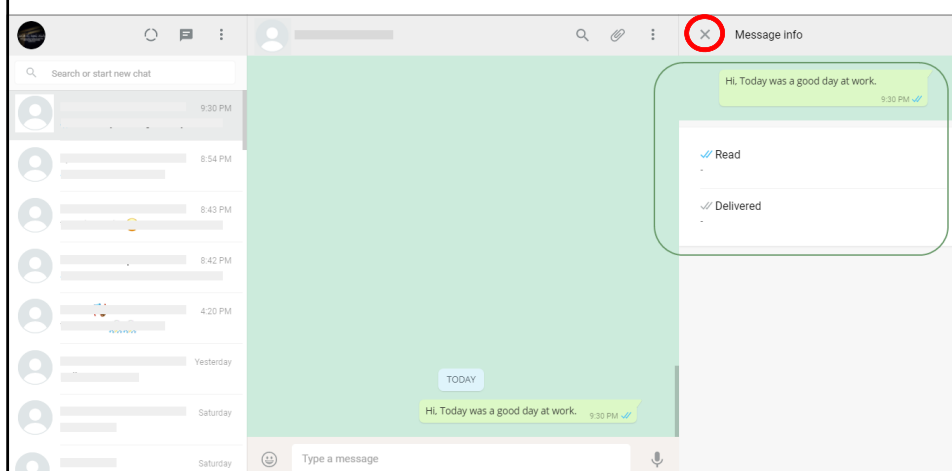 Search or start new chat
9:30 PM
8:54 PM
8:43 PM
8:42 PM
4:20 PM
Yesterday
Saturday
Saturday
TODAY
Hi, Today was a good day at work. 9:30 PM
Type a message
Message info
Hi, Today was a good day at work.
9:30 PM
Read
-
Delivered
-